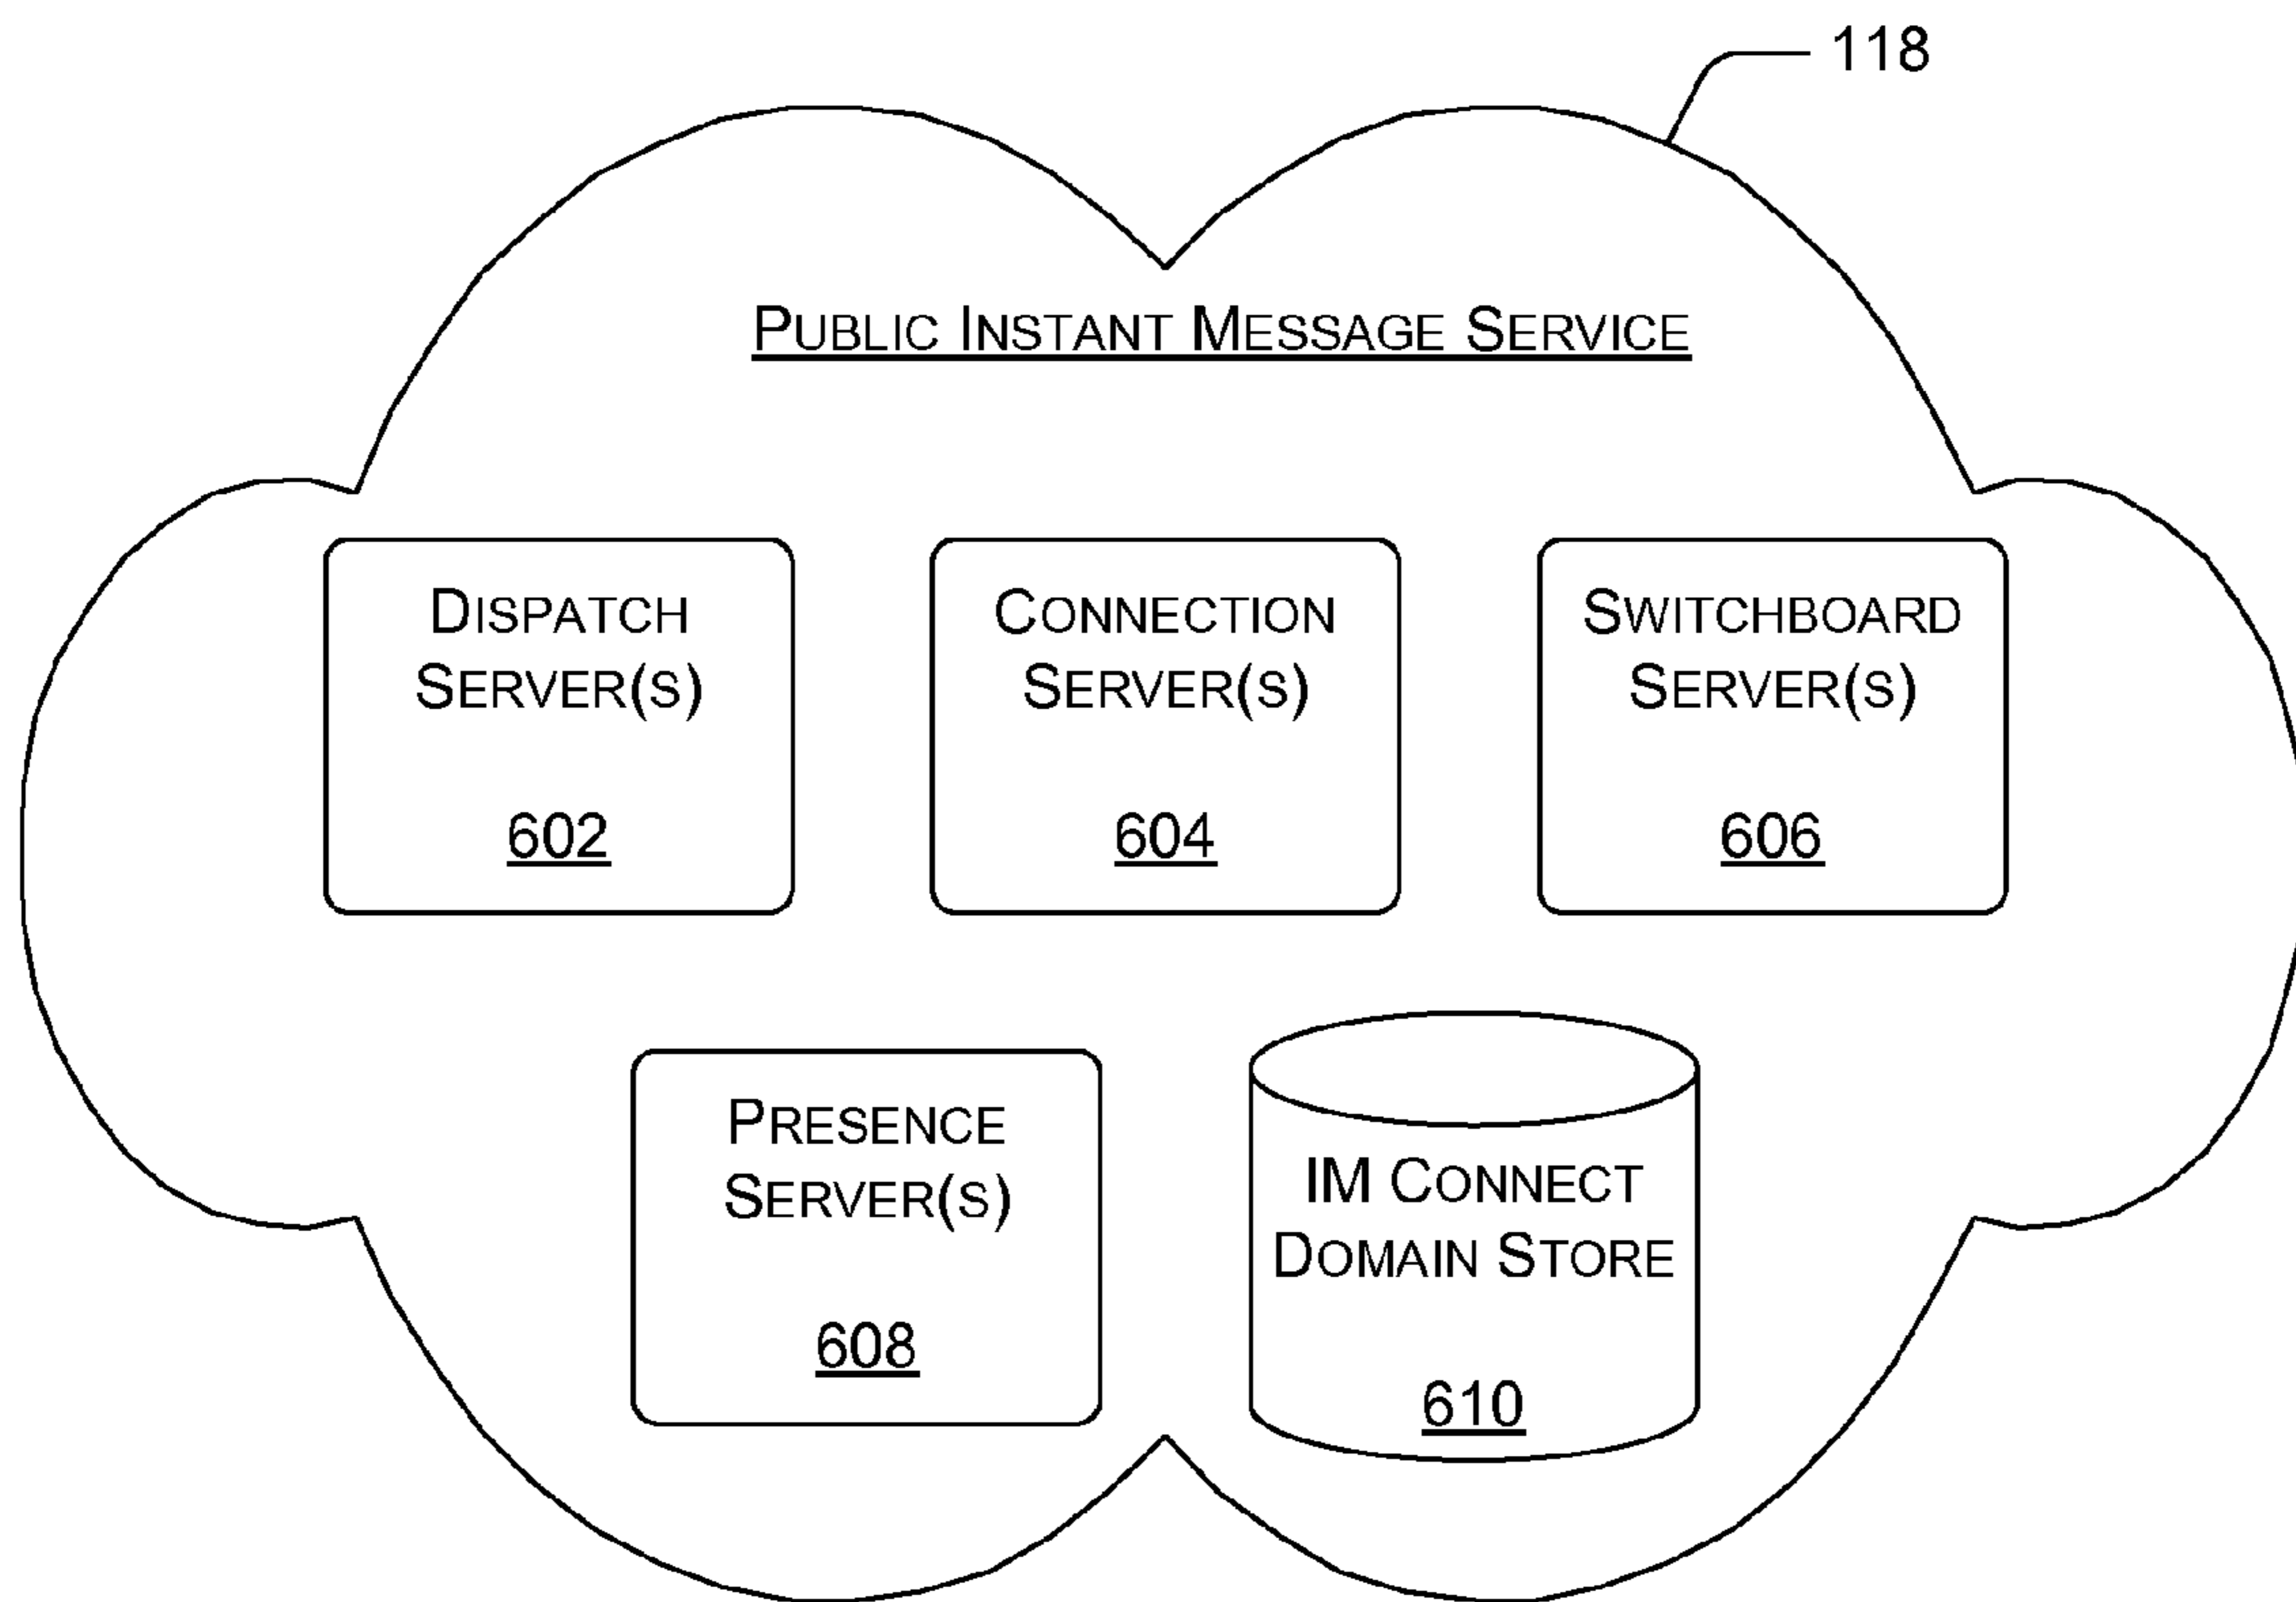 118
PUBLIC INSTANT MESSAGE SERVICE
DISPATCH
SERVER(S)
602
CONNECTION
SERVER(S)
604
SWITCHBOARD
SERVER(S)
606
PRESENCE
SERVER(S)
608
IM CONNECT
DOMAIN STORE
610